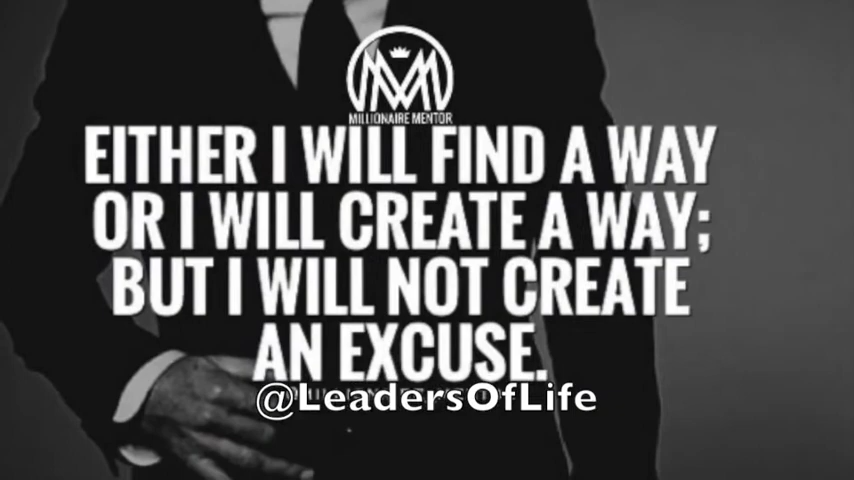 MILLIONAIRE MENTOR
EITHER I WILL FIND A WAY
OR I WILL CREATE A WAY;
BUT I WILL NOT CREATE
AN EXCUSE.
@LeadersOfLife